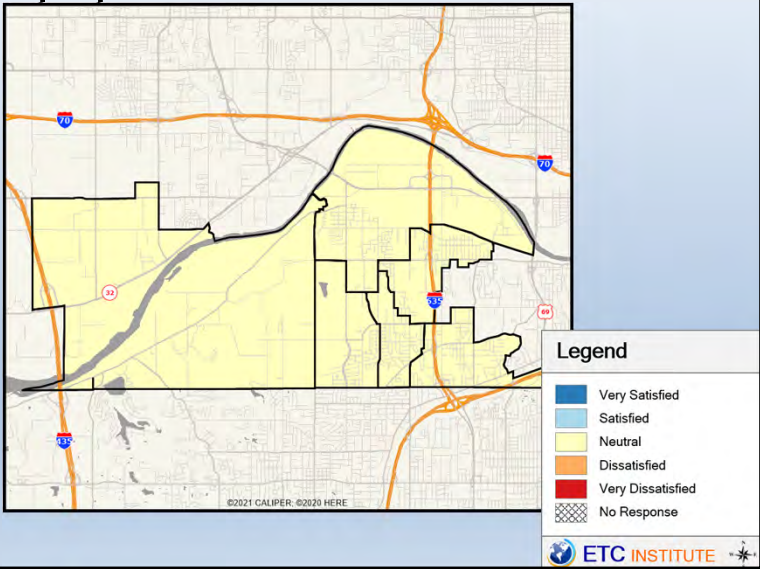 70
70
32
635
69
435
©2021 CALIPER; ©2020 HERE
Legend
Very Satisfied
Satisfied
Neutral
Dissatisfied
Very Dissatisfied
No Response
ETC INSTITUTE